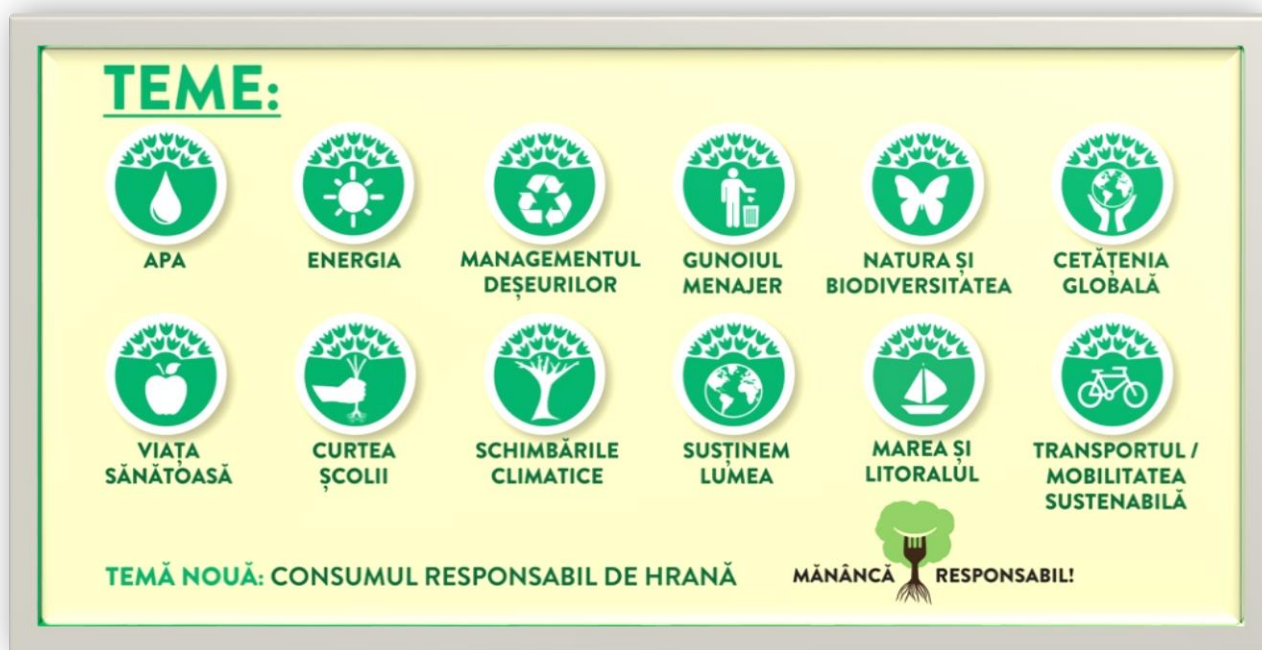 TEME:
APA
ENERGIA
MANAGEMENTUL
DEȘEURILOR
GUNOIUL
MENAJER
NATURA ȘI
BIODIVERSITATEA
CETĂȚENIA
GLOBALĂ
VIAȚA
SĂNĂTOASĂ
CURTEA
ȘCOLII
SCHIMBĂRILE
CLIMATICE
SUSȚINEM
LUMEA
MAREA ȘI
LITORALUL
TRANSPORTUL /
MOBILITATEA
SUSTENABILĂ
TEMĂ NOUĂ: CONSUMUL RESPONSABIL DE HRANĂ
MĂNÂNCĂ RESPONSABIL!